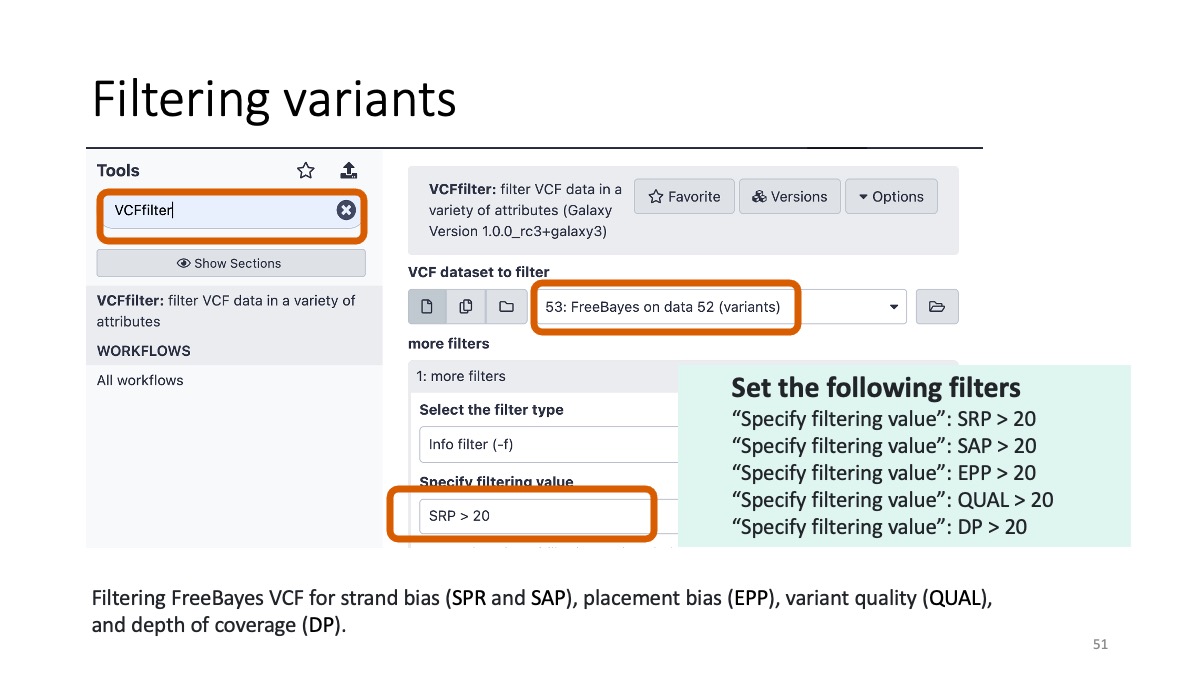 Filtering variants
Tools
VCFfilter
Show Sections
VCFfilter: filter VCF data in a variety of
attributes
WORKFLOWS
All workflows
VCFfilter: filter VCF data in a
variety of attributes (Galaxy
Version 1.0.0_rc3+galaxy3)
Favorite
Versions
Options
VCF dataset to filter
53: FreeBayes on data 52 (variants)
more filters
1: more filters
Select the filter type
Info filter (-f)
Specify filtering value
SRP > 20
Set the following filters
“Specify filtering value”: SRP > 20
“Specify filtering value”: SAP > 20
“Specify filtering value”: EPP > 20
“Specify filtering value”: QUAL > 20
“Specify filtering value”: DP > 20
Filtering FreeBayes VCF for strand bias (SPR and SAP), placement bias (EPP), variant quality (QUAL),
and depth of coverage (DP).
51